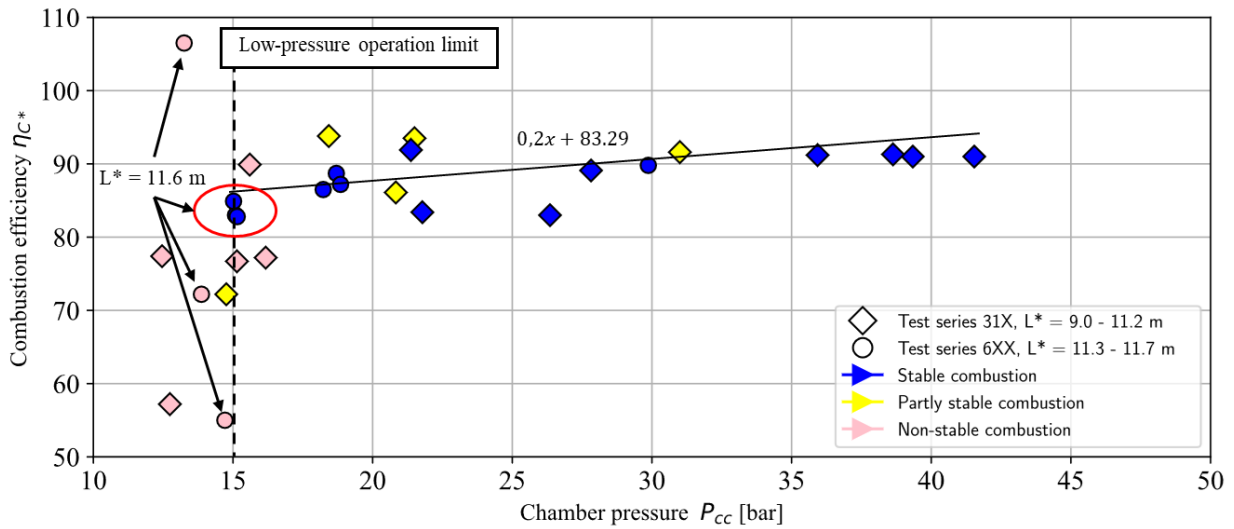 110
100
90
80
70
60
50
Combustion efficiency η_C*
Low-pressure operation limit
0,2x + 83.29
L* = 11.6 m
Test series 31X, L* = 9.0 - 11.2 m
Test series 6XX, L* = 11.3 - 11.7 m
Stable combustion
Partly stable combustion
Non-stable combustion
10 15 20 25 30 35 40 45 50
Chamber pressure P_cc [bar]